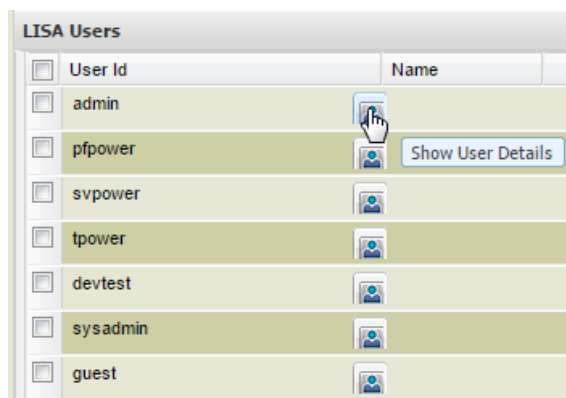 LISA Users
User Id Name
admin
pfpower Show User Details
svpower
tpower
devtest
sysadmin
guest